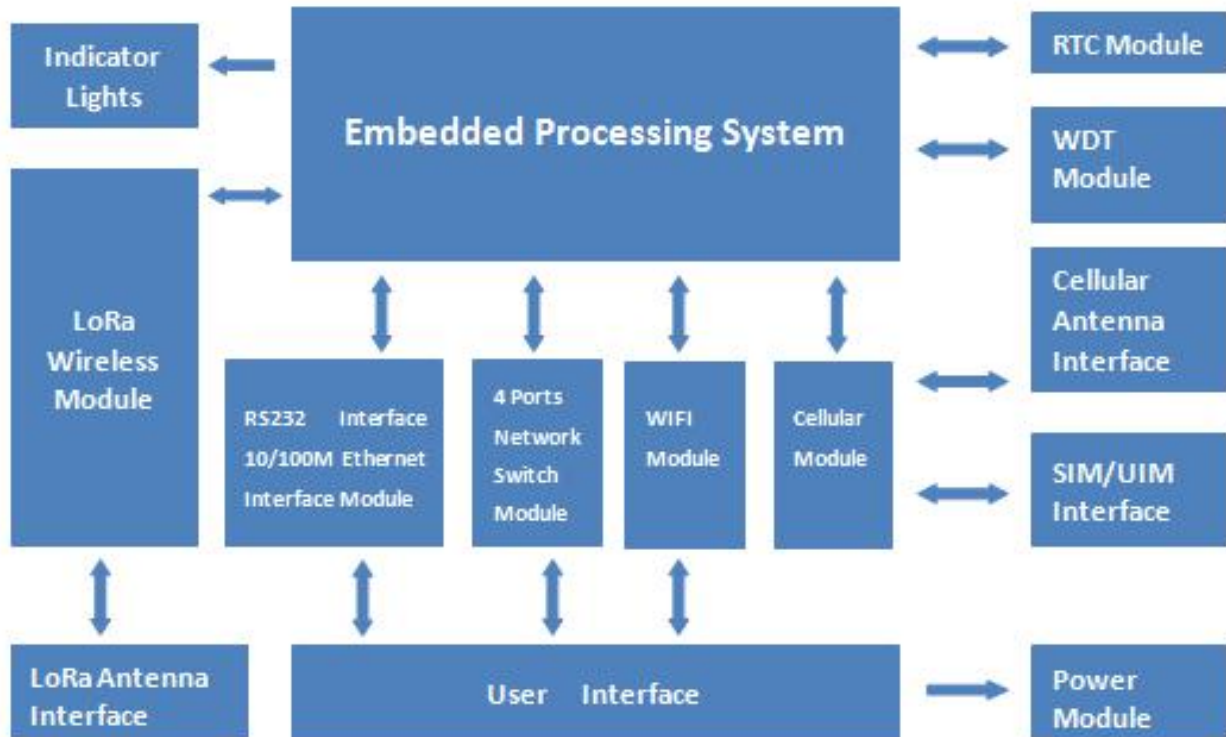 Indicator
Lights
Embedded Processing System
RTC Module
WDT
Module
LoRa
Wireless
Module
Cellular
Antenna
Interface
RS232 Interface
10/100M Ethernet
Interface Module
4 Ports
Network
Switch
Module
WIFI
Module
Cellular
Module
SIM/UIM
Interface
LoRa Antenna
Interface
User Interface
Power
Module